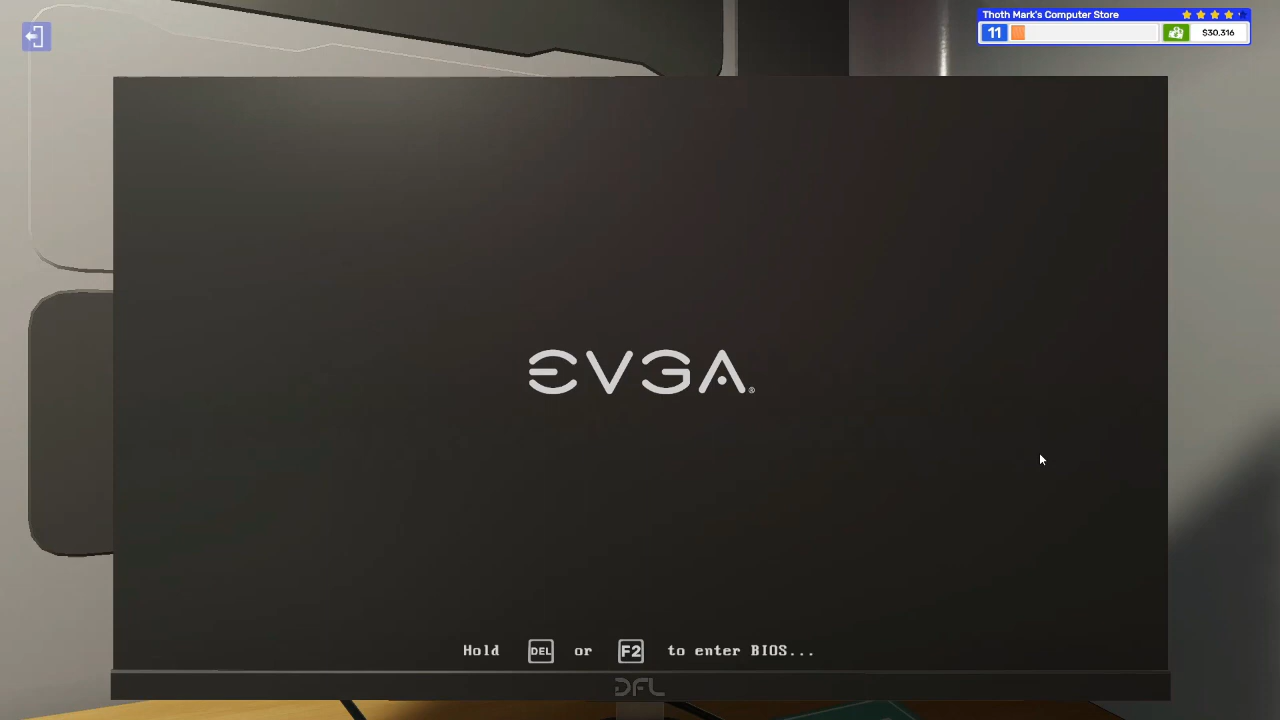 Thoth Mark's Computer Store
11
$30.316
EVGA®
Hold DEL or F2 to enter BIOS...
DFL